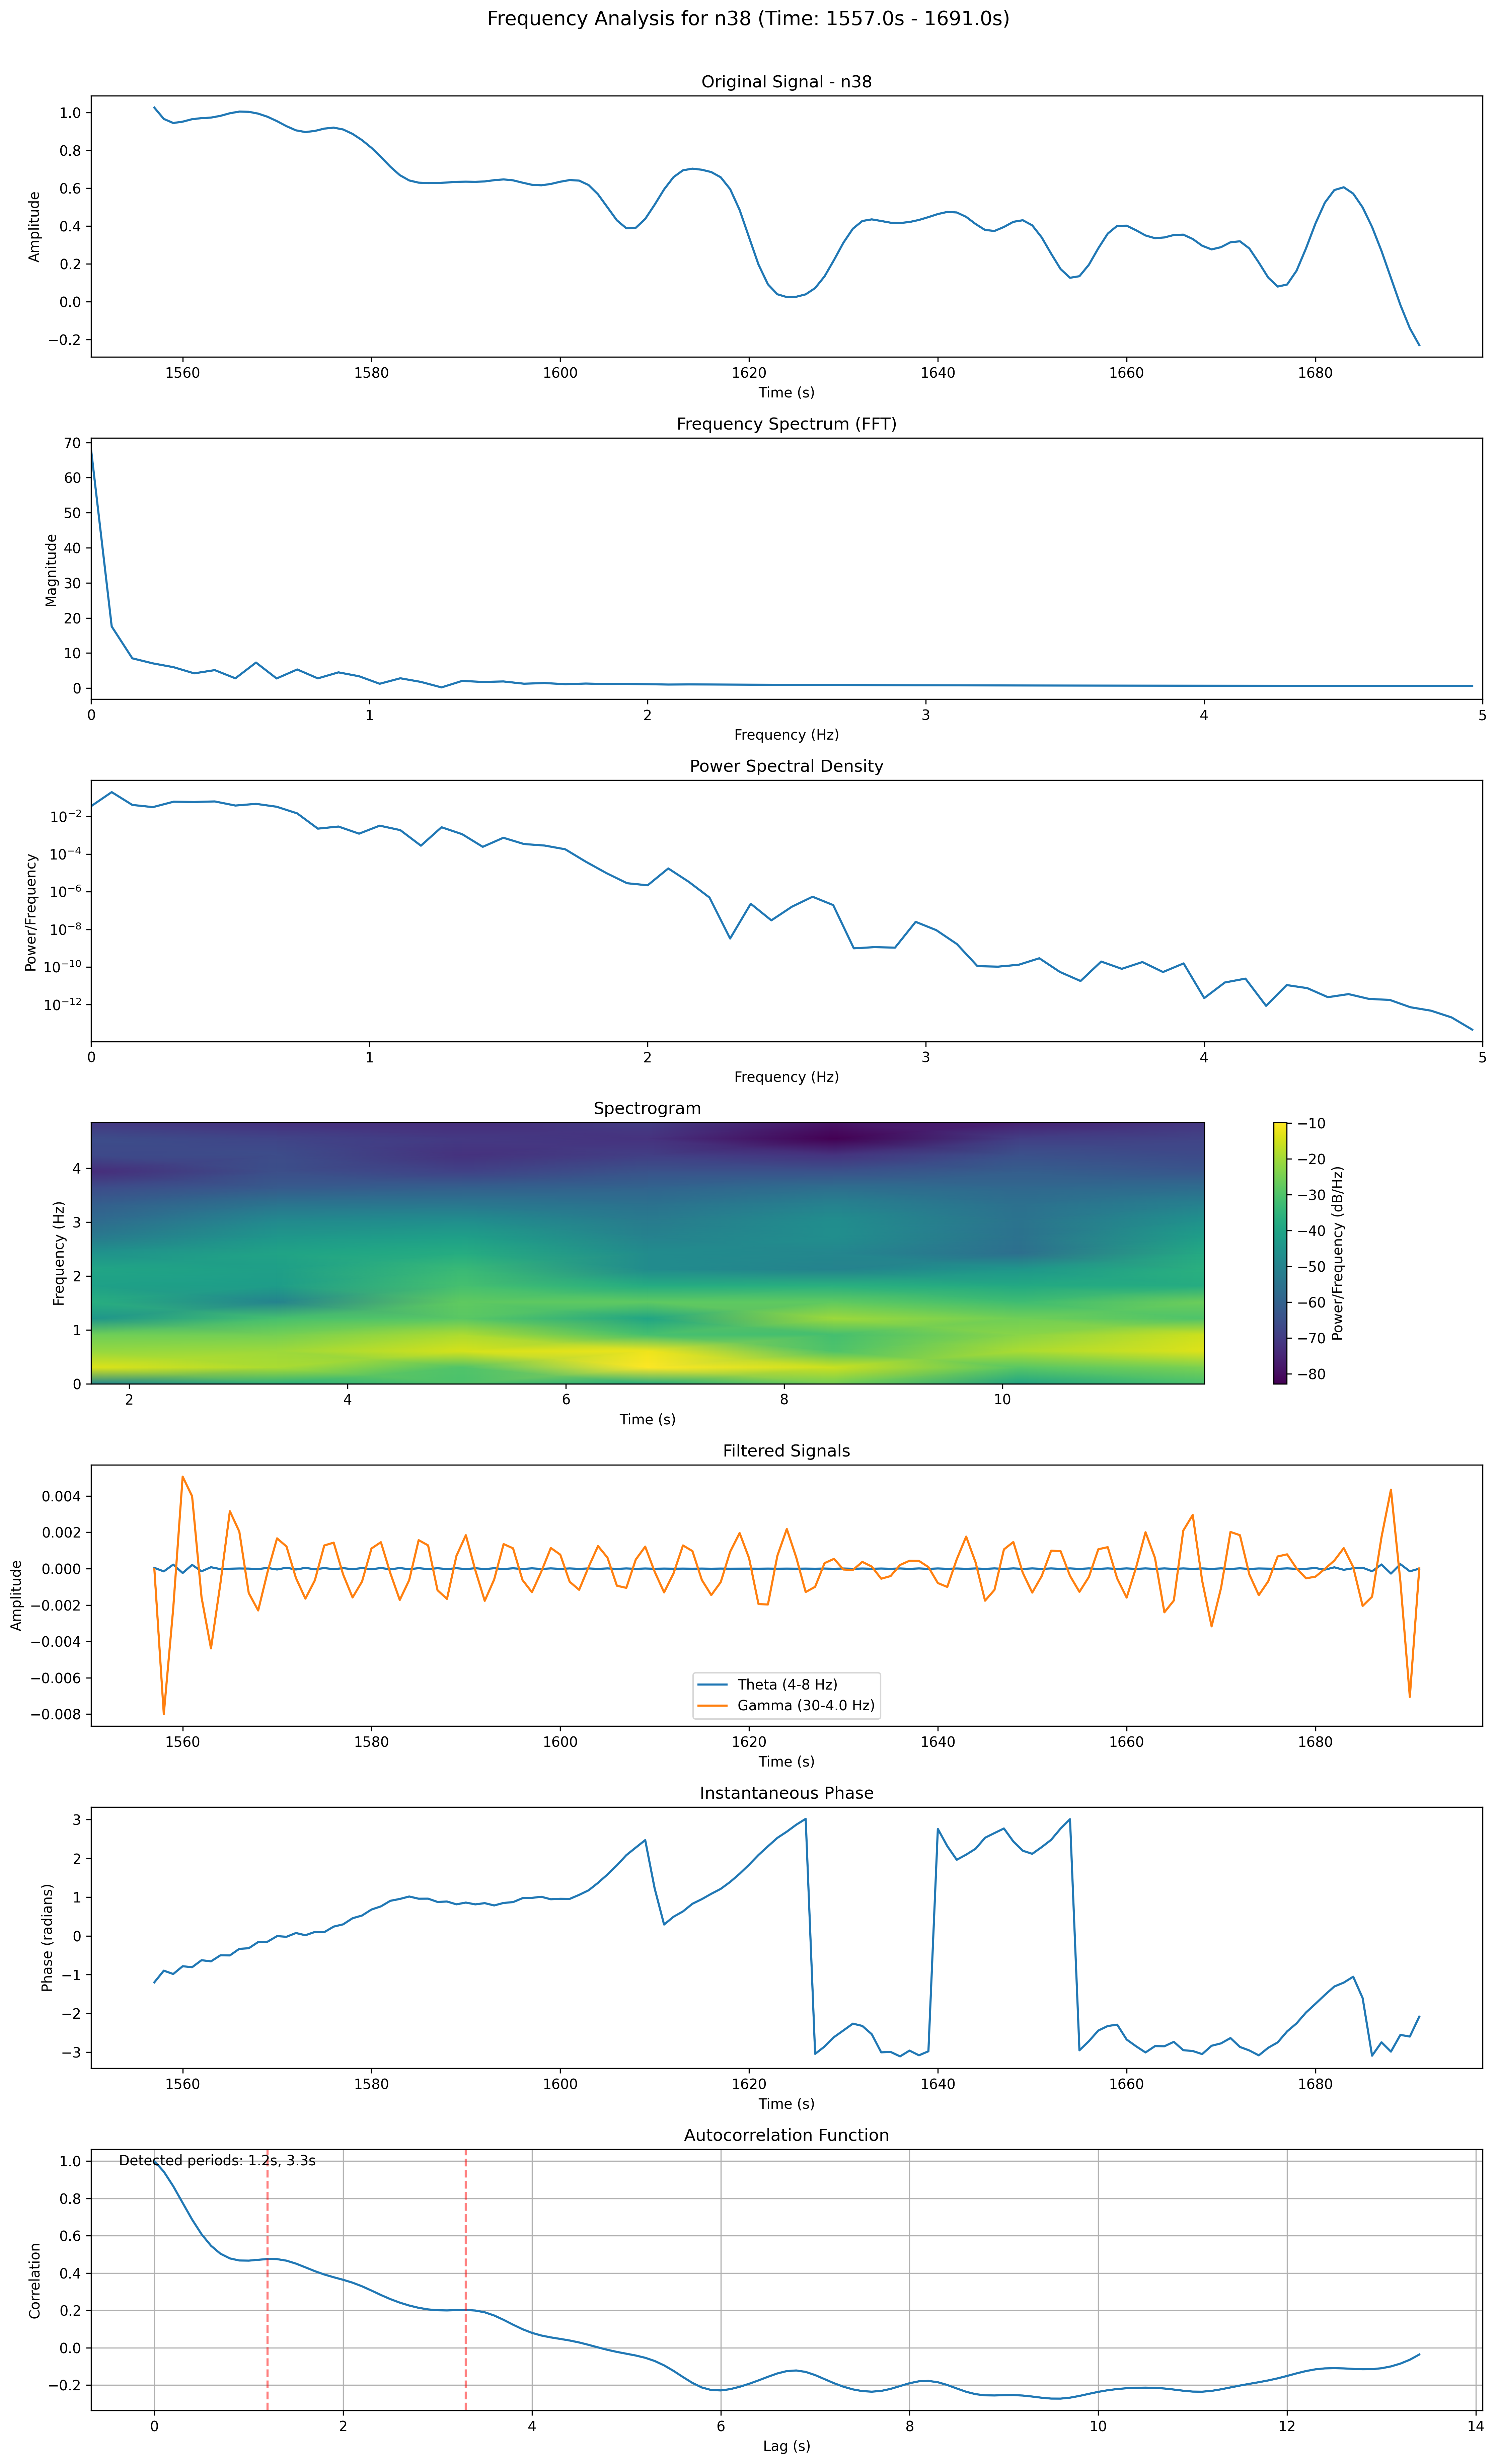 Frequency Analysis for n38 (Time: 1557.0s - 1691.0s)
Original Signal - n38
1.0
0.8
0.6
0.4
0.2
0.0
−0.2
Amplitude
1560 1580 1600 1620 1640 1660 1680
Time (s)
Frequency Spectrum (FFT)
70
60
50
40
30
20
10
0
Magnitude
0 1 2 3 4 5
Frequency (Hz)
Power Spectral Density
10⁻²
10⁻⁴
10⁻⁶
10⁻⁸
10⁻¹⁰
10⁻¹²
Power/Frequency
0 1 2 3 4 5
Frequency (Hz)
Spectrogram
4
3
2
1
0
Frequency (Hz)
2 4 6 8 10
Time (s)
−10
−20
−30
−40
−50
−60
−70
−80
Power/Frequency (dB/Hz)
Filtered Signals
0.004
0.002
0.000
−0.002
−0.004
−0.006
−0.008
Amplitude
Theta (4-8 Hz)
Gamma (30-4.0 Hz)
1560 1580 1600 1620 1640 1660 1680
Time (s)
Instantaneous Phase
3
2
1
0
−1
−2
−3
Phase (radians)
1560 1580 1600 1620 1640 1660 1680
Time (s)
Autocorrelation Function
Detected periods: 1.2s, 3.3s
1.0
0.8
0.6
0.4
0.2
0.0
−0.2
Correlation
0 2 4 6 8 10 12 14
Lag (s)